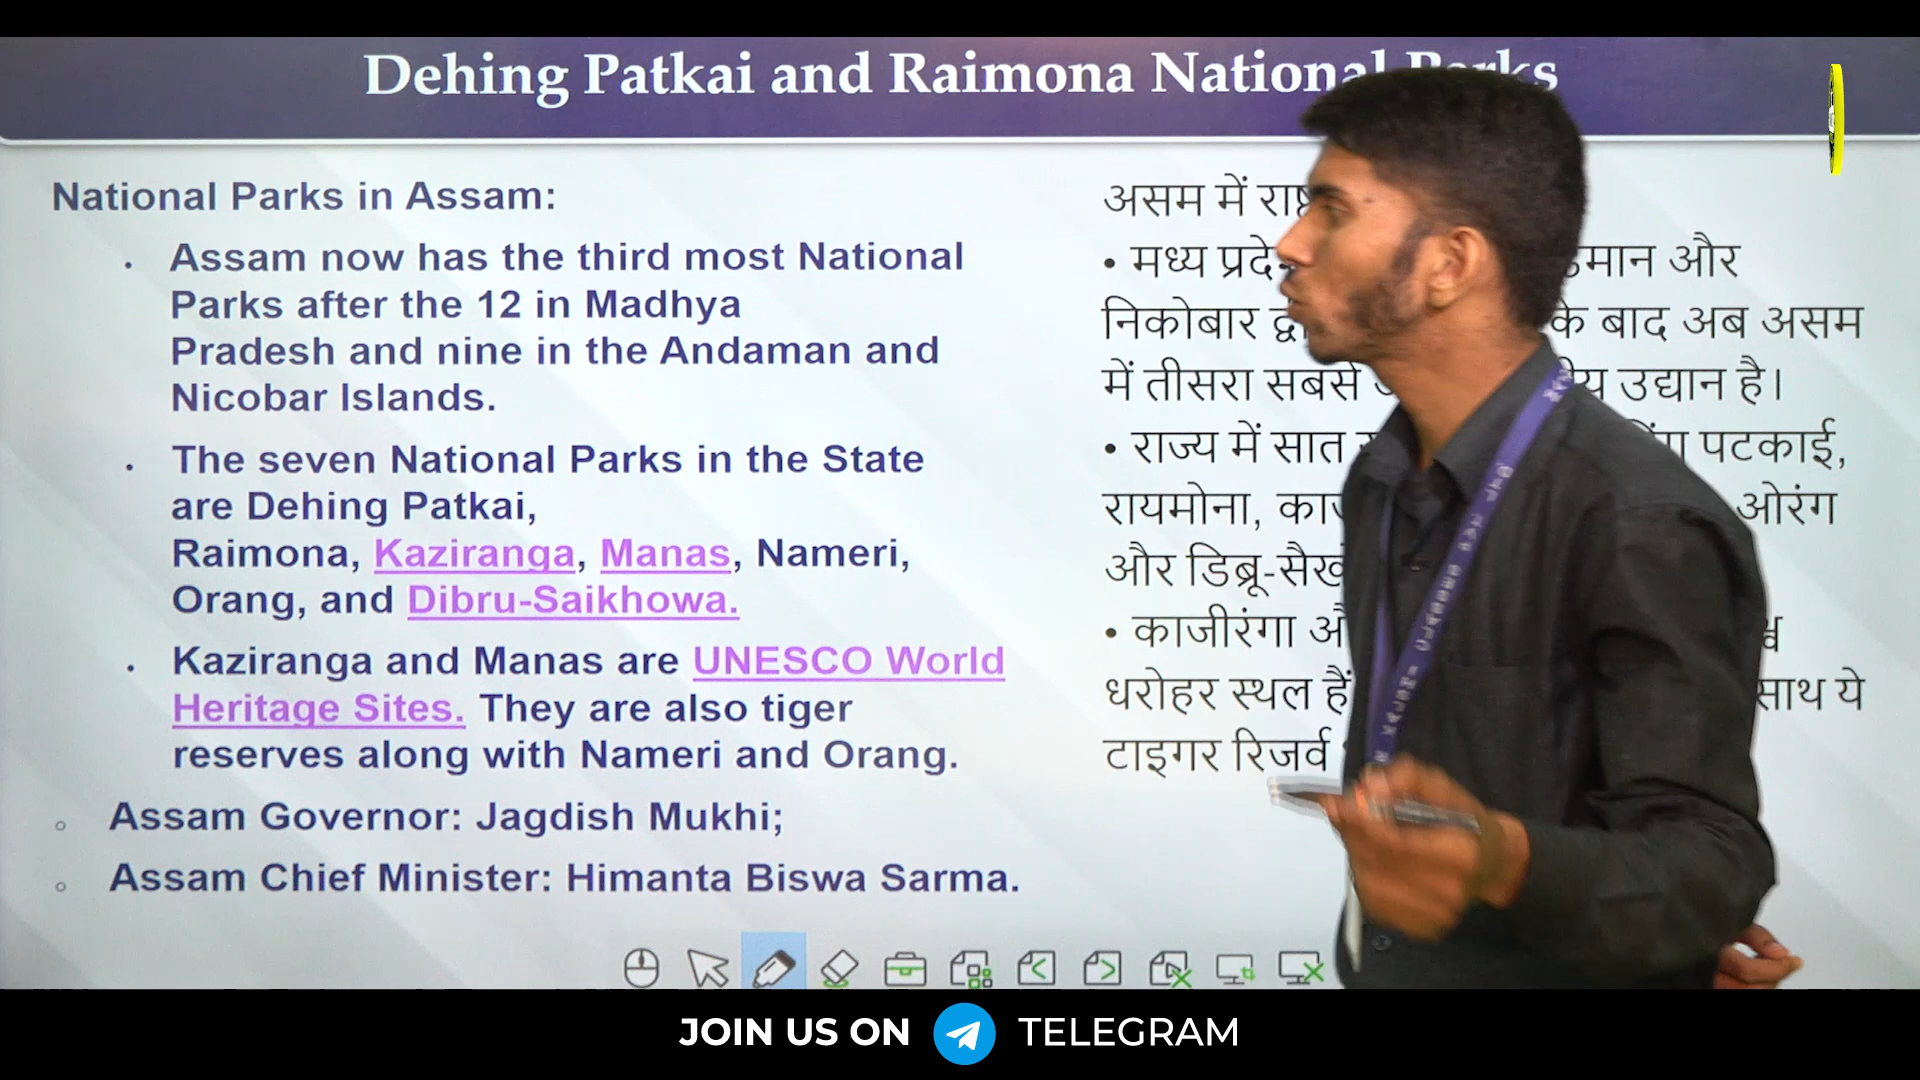 Dehing Patkai and Raimona National Parks
National Parks in Assam:
• Assam now has the third most National
Parks after the 12 in Madhya
Pradesh and nine in the Andaman and
Nicobar Islands.
• The seven National Parks in the State
are Dehing Patkai,
Raimona, Kaziranga, Manas, Nameri,
Orang, and Dibru-Saikhowa.
• Kaziranga and Manas are UNESCO World
Heritage Sites. They are also tiger
reserves along with Nameri and Orang.
○ Assam Governor: Jagdish Mukhi;
○ Assam Chief Minister: Himanta Biswa Sarma.
असम में
• मध्य और
निकोबार के बाद अब असम
में तीसरा सबसे उद्यान है।
• राज्य में सात पटकाई,
रायमोना, ओरंग
और
• काजीरंगा
धरोहर स्थल हैं साथ ये
टाइगर रिजर्व
JOIN US ON TELEGRAM